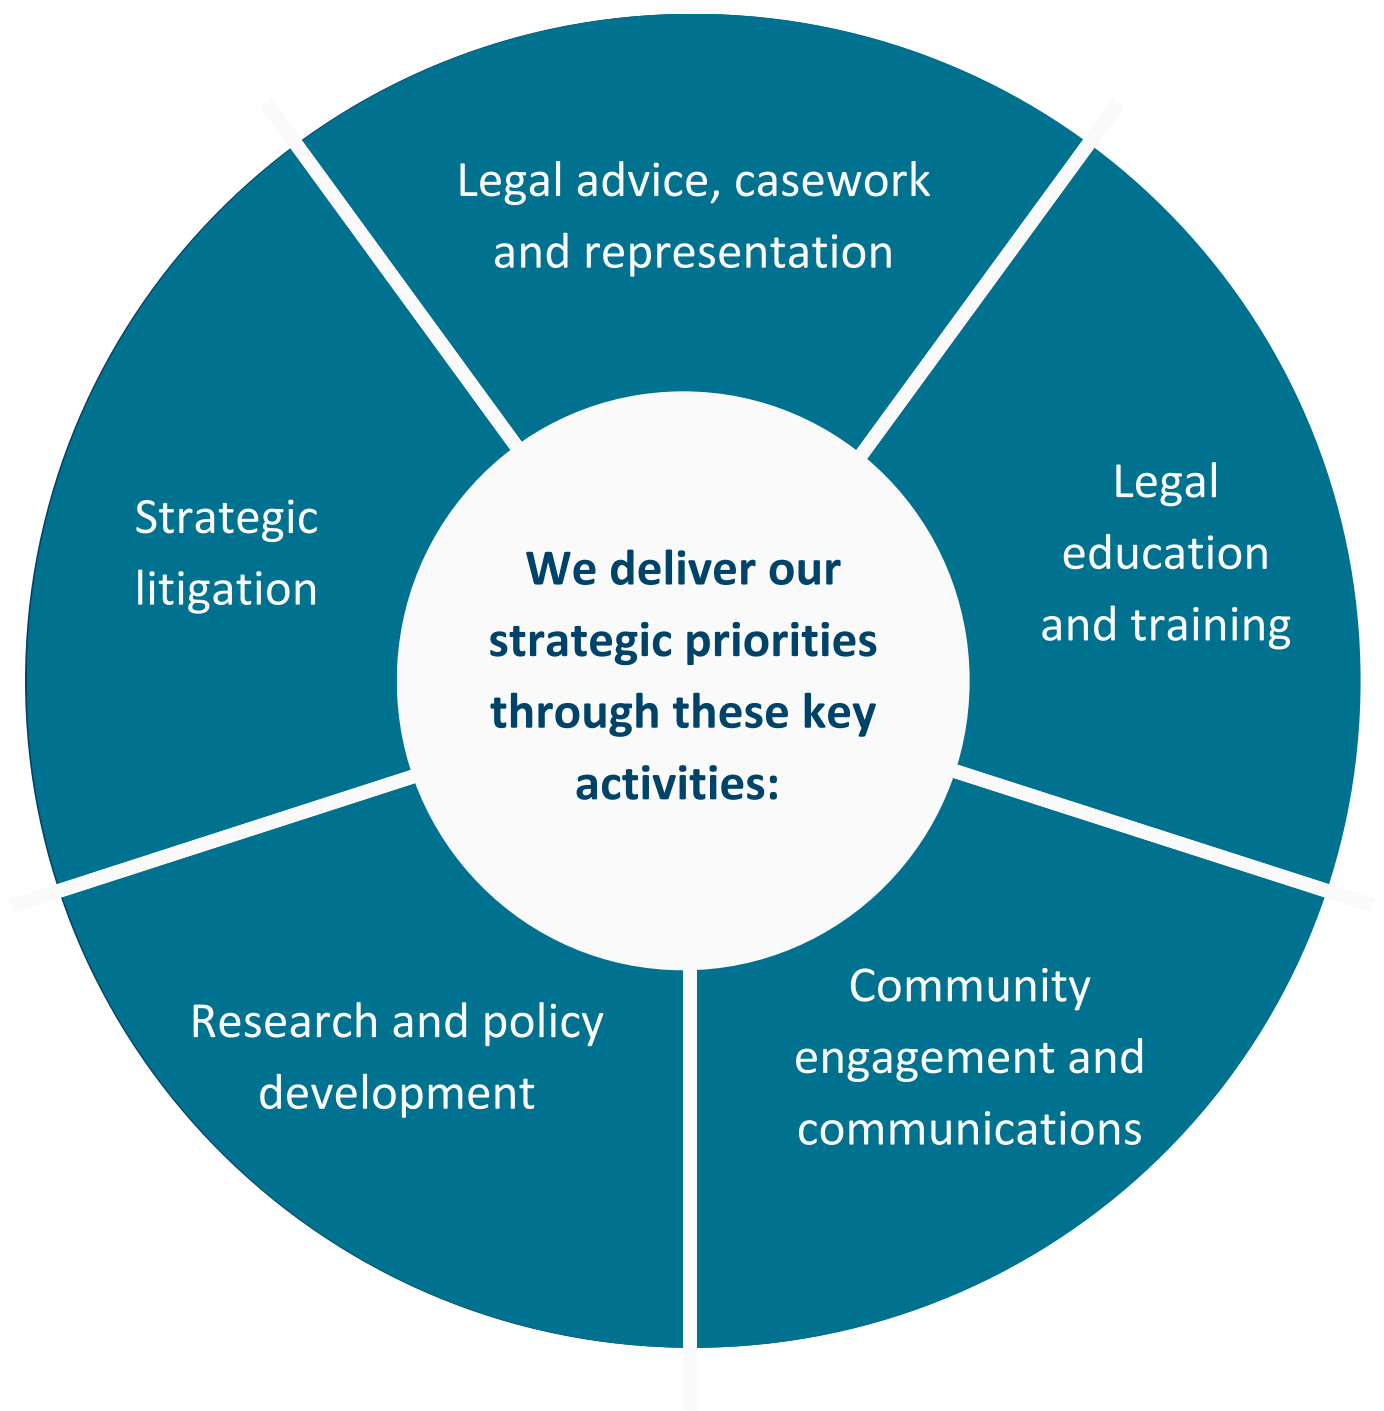 Legal advice, casework
and representation
Legal
education
and training
Community
engagement and
communications
Research and policy
development
Strategic
litigation
We deliver our
strategic priorities
through these key
activities: